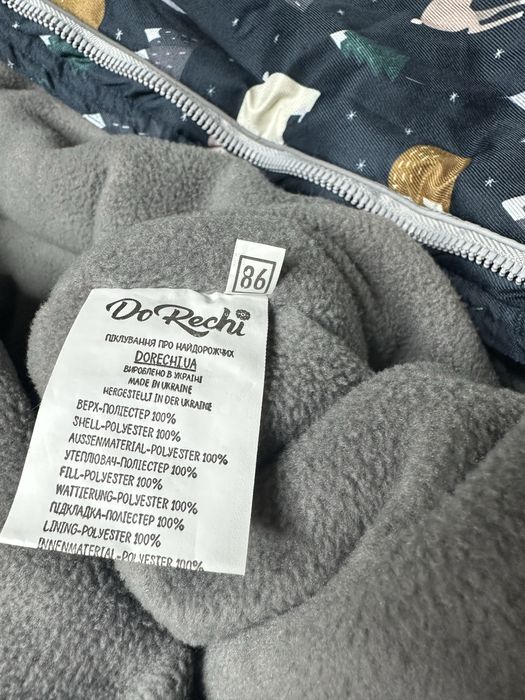 86
DoRechi
ПІКЛУВАННЯ ПРО НАЙДОРОЖЧИХ
DORECHI.UA
ВИРОБЛЕНО В УКРАЇНІ
MADE IN UKRAINE
HERGESTELLT IN DER UKRAINE
ВЕРХ-ПОЛІЕСТЕР 100%
SHELL-POLYESTER 100%
AUSSENMATERIAL-POLYESTER 100%
УТЕПЛЮВАЧ-ПОЛІЕСТЕР 100%
FILL-POLYESTER 100%
WATTIERUNG-POLYESTER 100%
ПІДКЛАДКА-ПОЛІЕСТЕР 100%
LINING-POLYESTER 100%
INNENMATERIAL-POLYESTER 100%